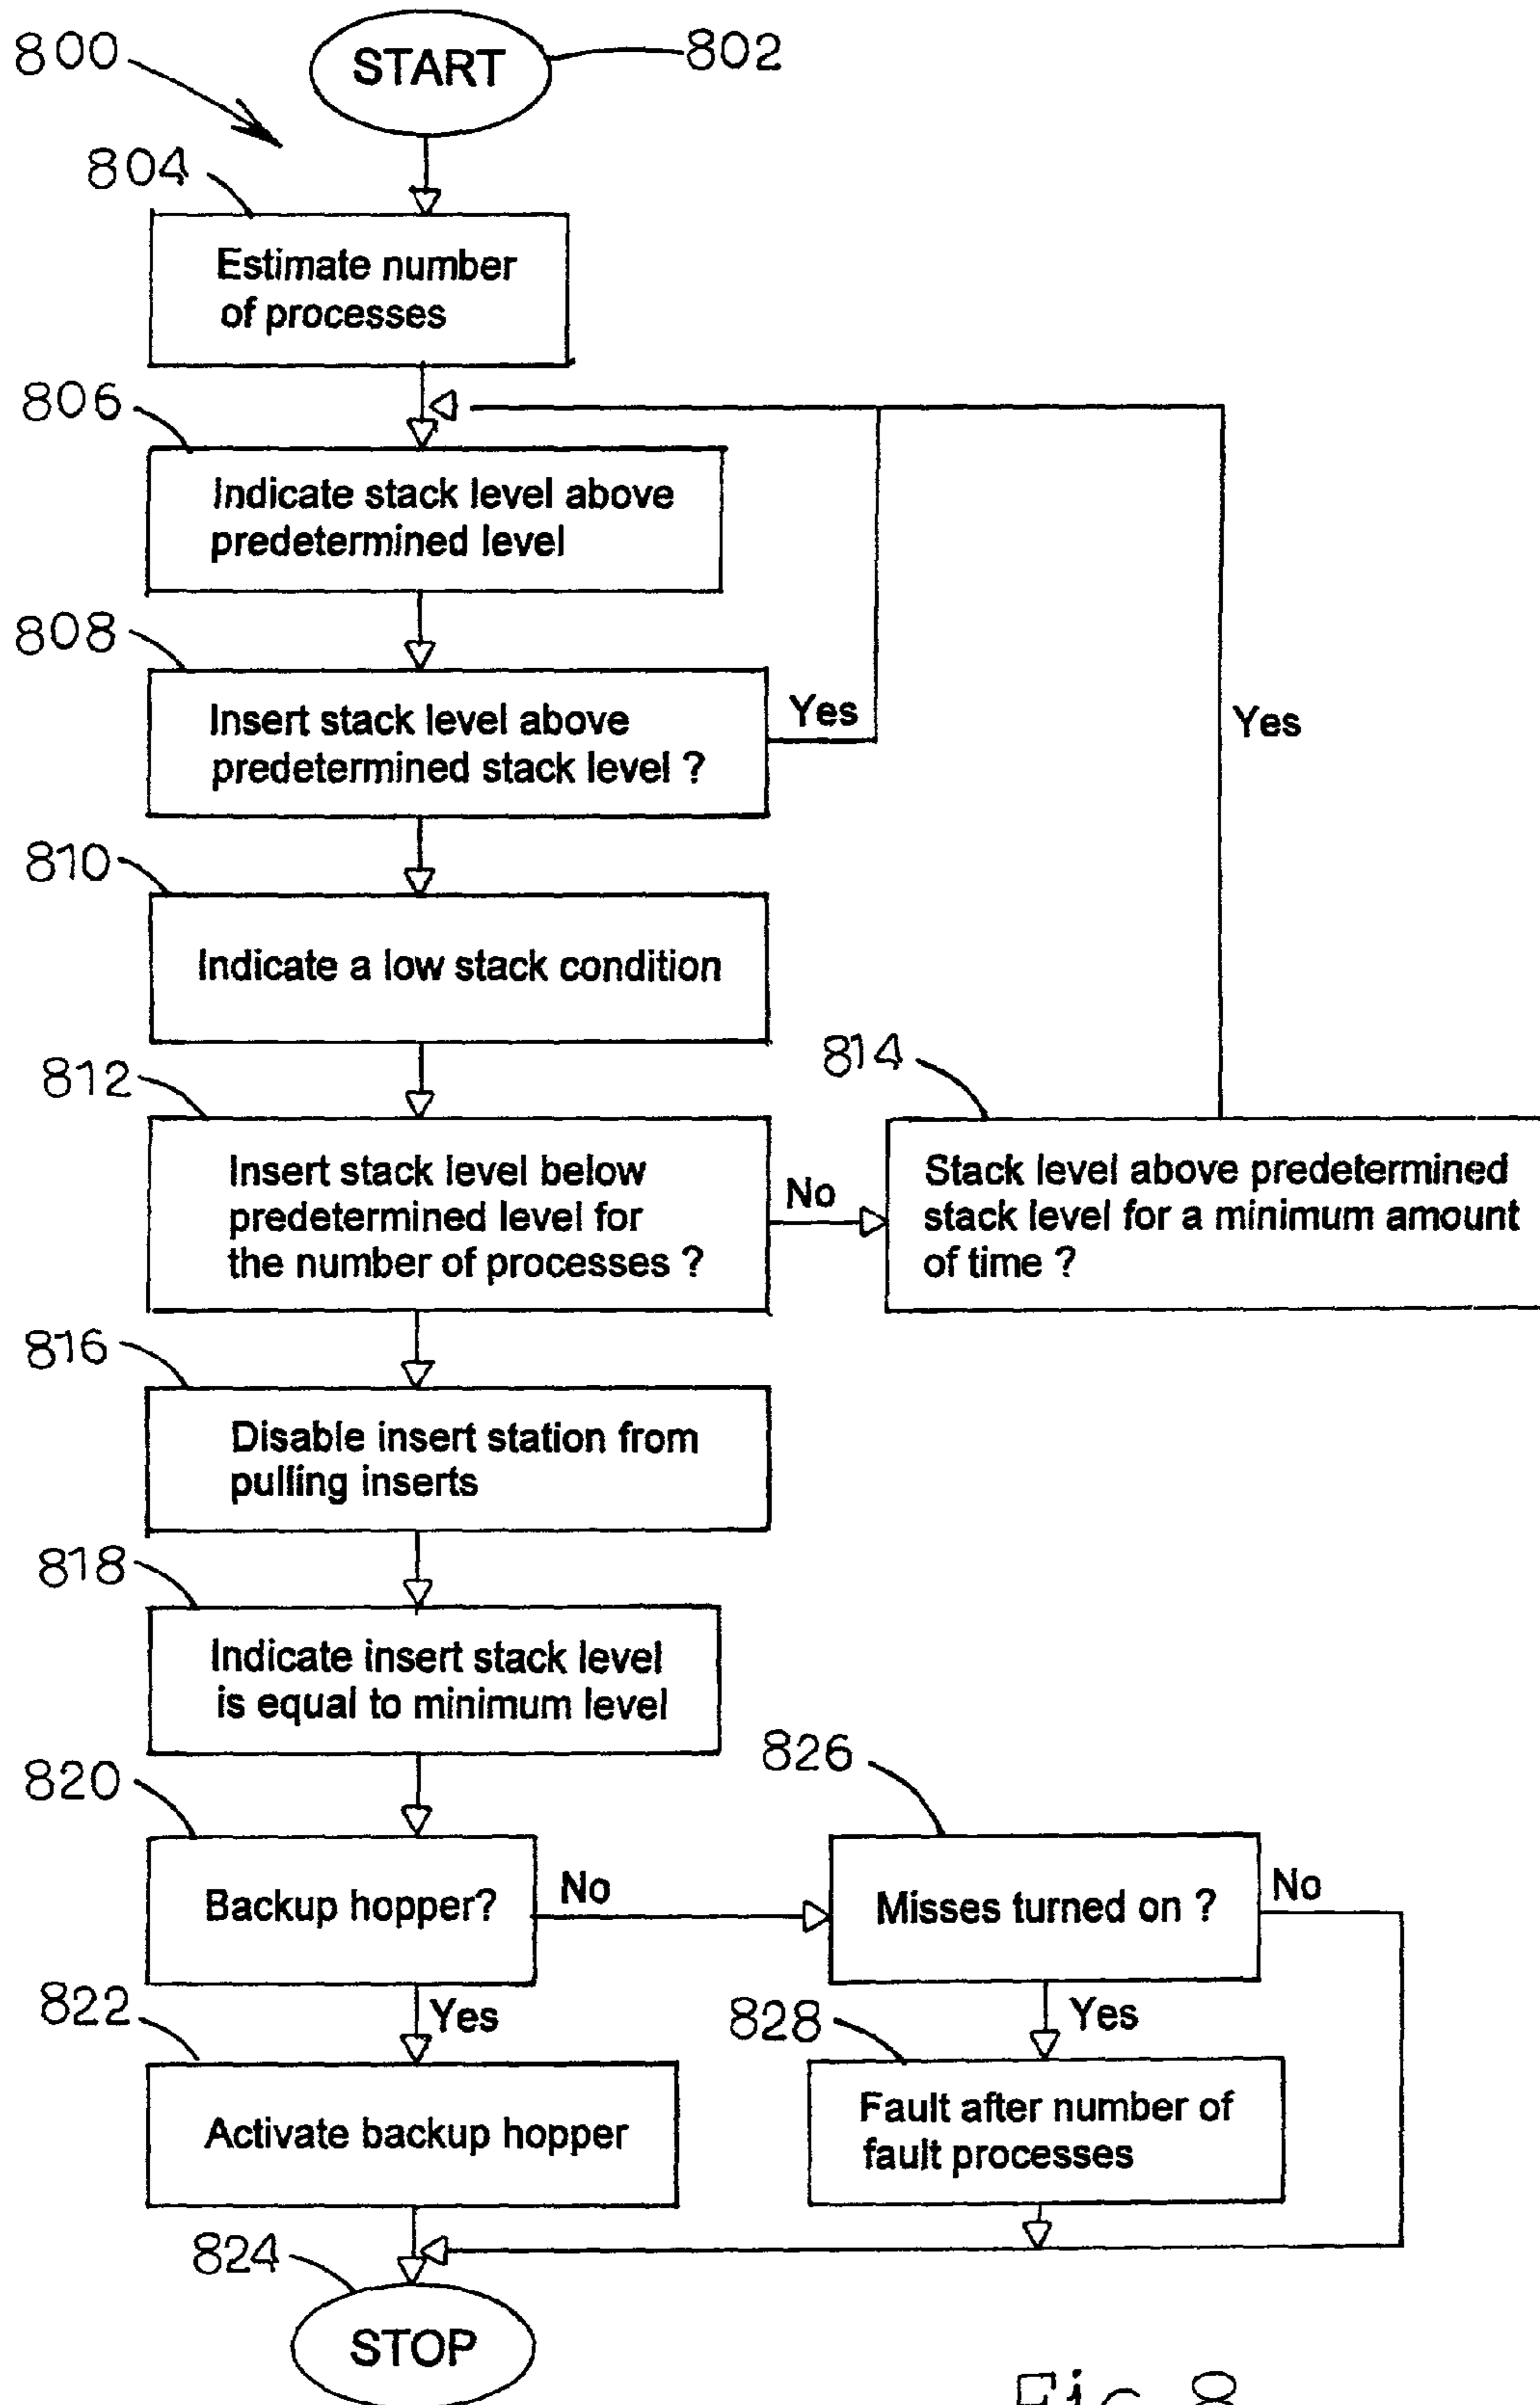 800
START
802
804
Estimate number
of processes
806
Indicate stack level above
predetermined level
808
Insert stack level above
predetermined stack level ?
Yes
Yes
810
Indicate a low stack condition
812
Insert stack level below
predetermined level for
the number of processes ?
No
814
Stack level above predetermined
stack level for a minimum amount
of time ?
816
Disable insert station from
pulling inserts
818
Indicate insert stack level
is equal to minimum level
820
Backup hopper?
No
826
Misses turned on ?
No
Yes
822
Activate backup hopper
Yes
828
Fault after number of
fault processes
824
STOP
Fig. 8